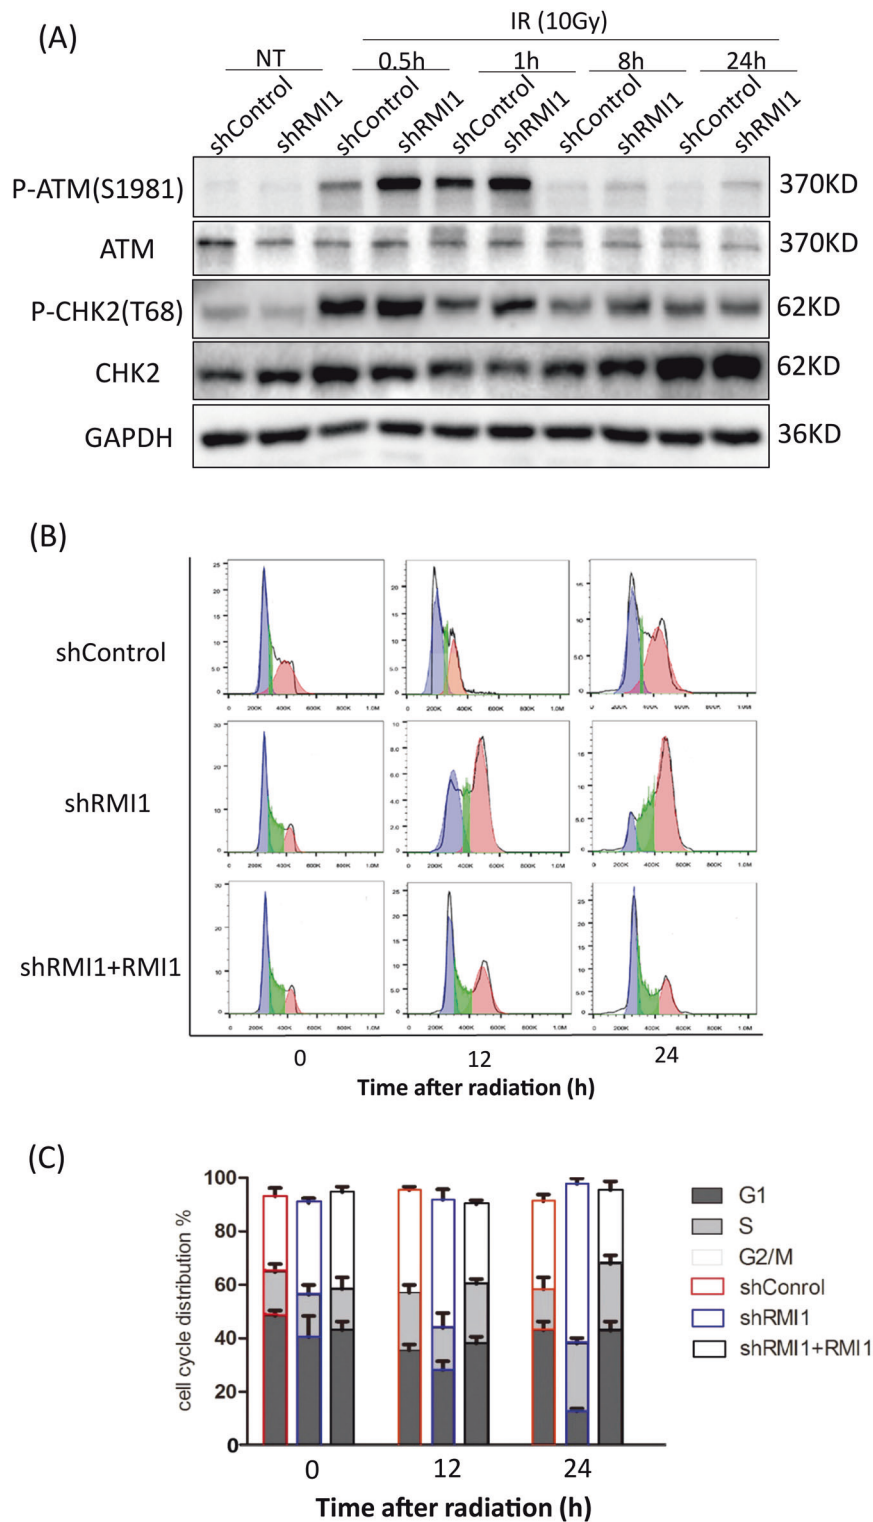 (A)
IR (10Gy)
NT 0.5h 1h 8h 24h
shControl shRMI1 shControl shRMI1 shControl shRMI1 shControl shRMI1 shControl shRMI1
P-ATM(S1981) 370KD
ATM 370KD
P-CHK2(T68) 62KD
CHK2 62KD
GAPDH 36KD
(B)
shControl
shRMI1
shRMI1+RMI1
0 12 24
Time after radiation (h)
(C)
cell cycle distribution %
100
80
60
40
20
0
0 12 24
Time after radiation (h)
G1
S
G2/M
shConrol
shRMI1
shRMI1+RMI1